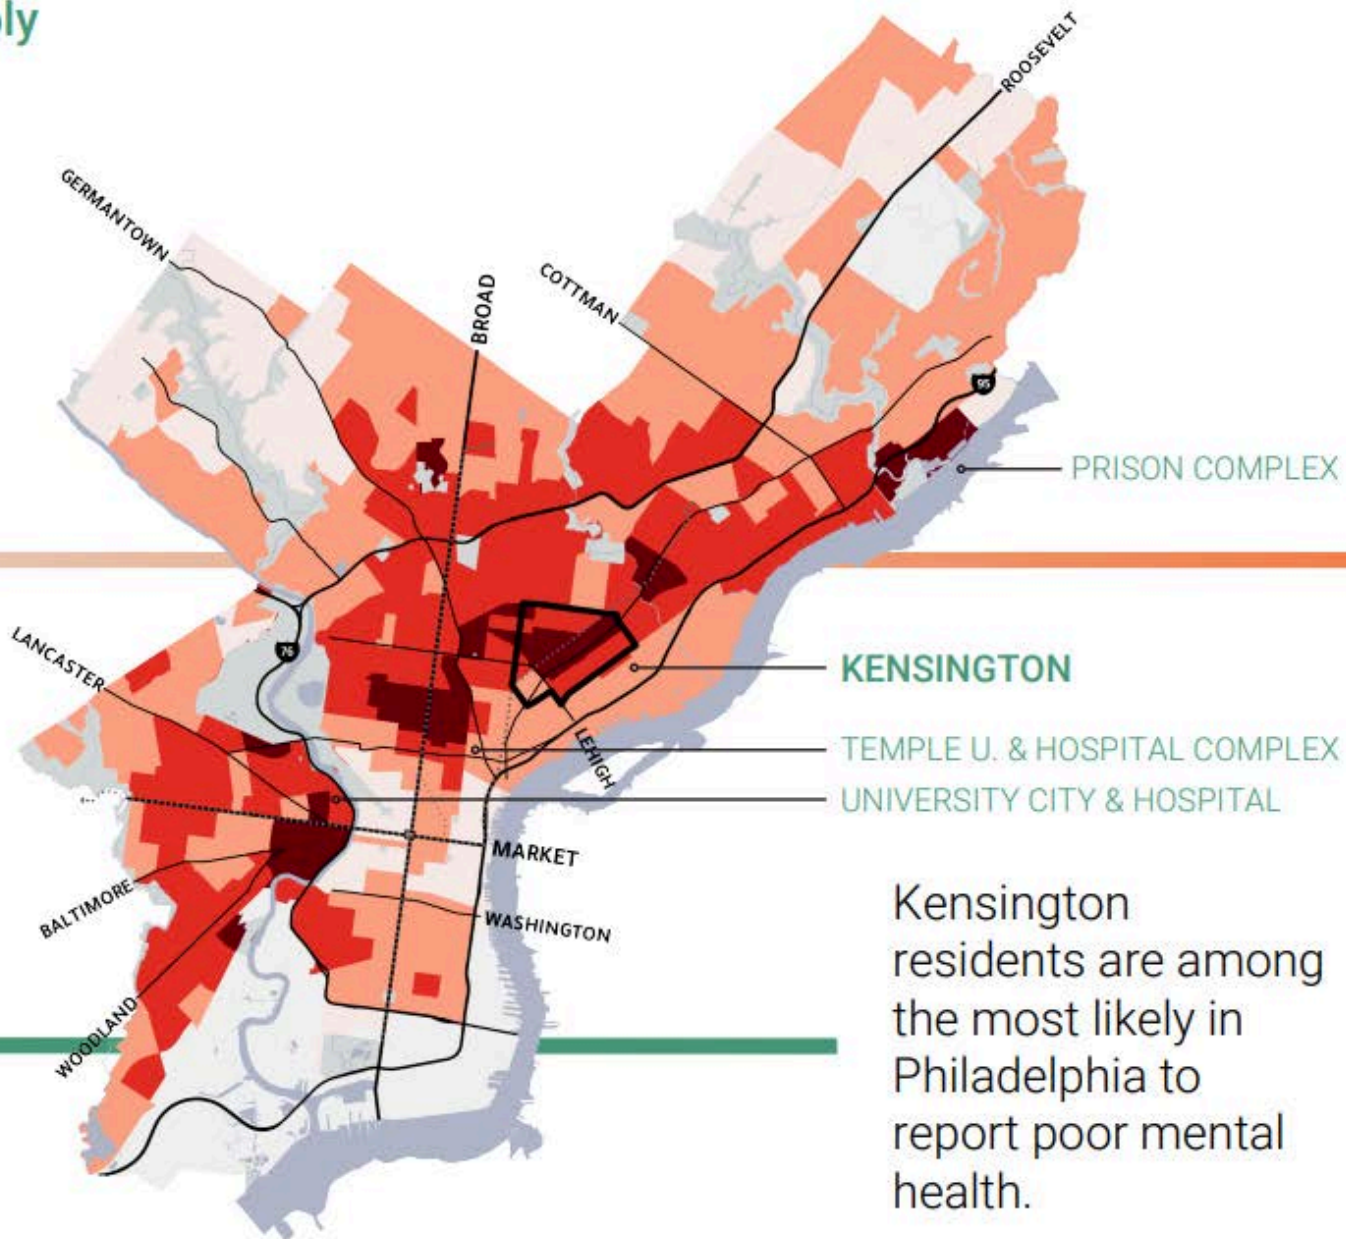 ROOSEVELT
GERMANTOWN
BROAD
COTTMAN
95
PRISON COMPLEX
76
LANCASTER
KENSINGTON
LEHIGH
TEMPLE U. & HOSPITAL COMPLEX
UNIVERSITY CITY & HOSPITAL
MARKET
BALTIMORE
WASHINGTON
WOODLAND
Kensington
residents are among
the most likely in
Philadelphia to
report poor mental
health.